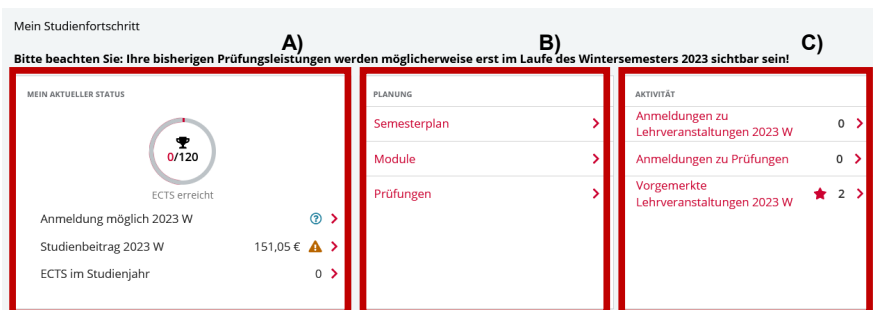 Mein Studienfortschritt
A)
B)
C)
Bitte beachten Sie: Ihre bisherigen Prüfungsleistungen werden möglicherweise erst im Laufe des Wintersemesters 2023 sichtbar sein!
MEIN AKTUELLER STATUS
0/120
ECTS erreicht
Anmeldung möglich 2023 W
Studienbeitrag 2023 W 151,05 €
ECTS im Studienjahr 0
PLANUNG
Semesterplan
Module
Prüfungen
AKTIVITÄT
Anmeldungen zu
Lehrveranstaltungen 2023 W 0
Anmeldungen zu Prüfungen 0
Vorgemerkte
Lehrveranstaltungen 2023 W 2